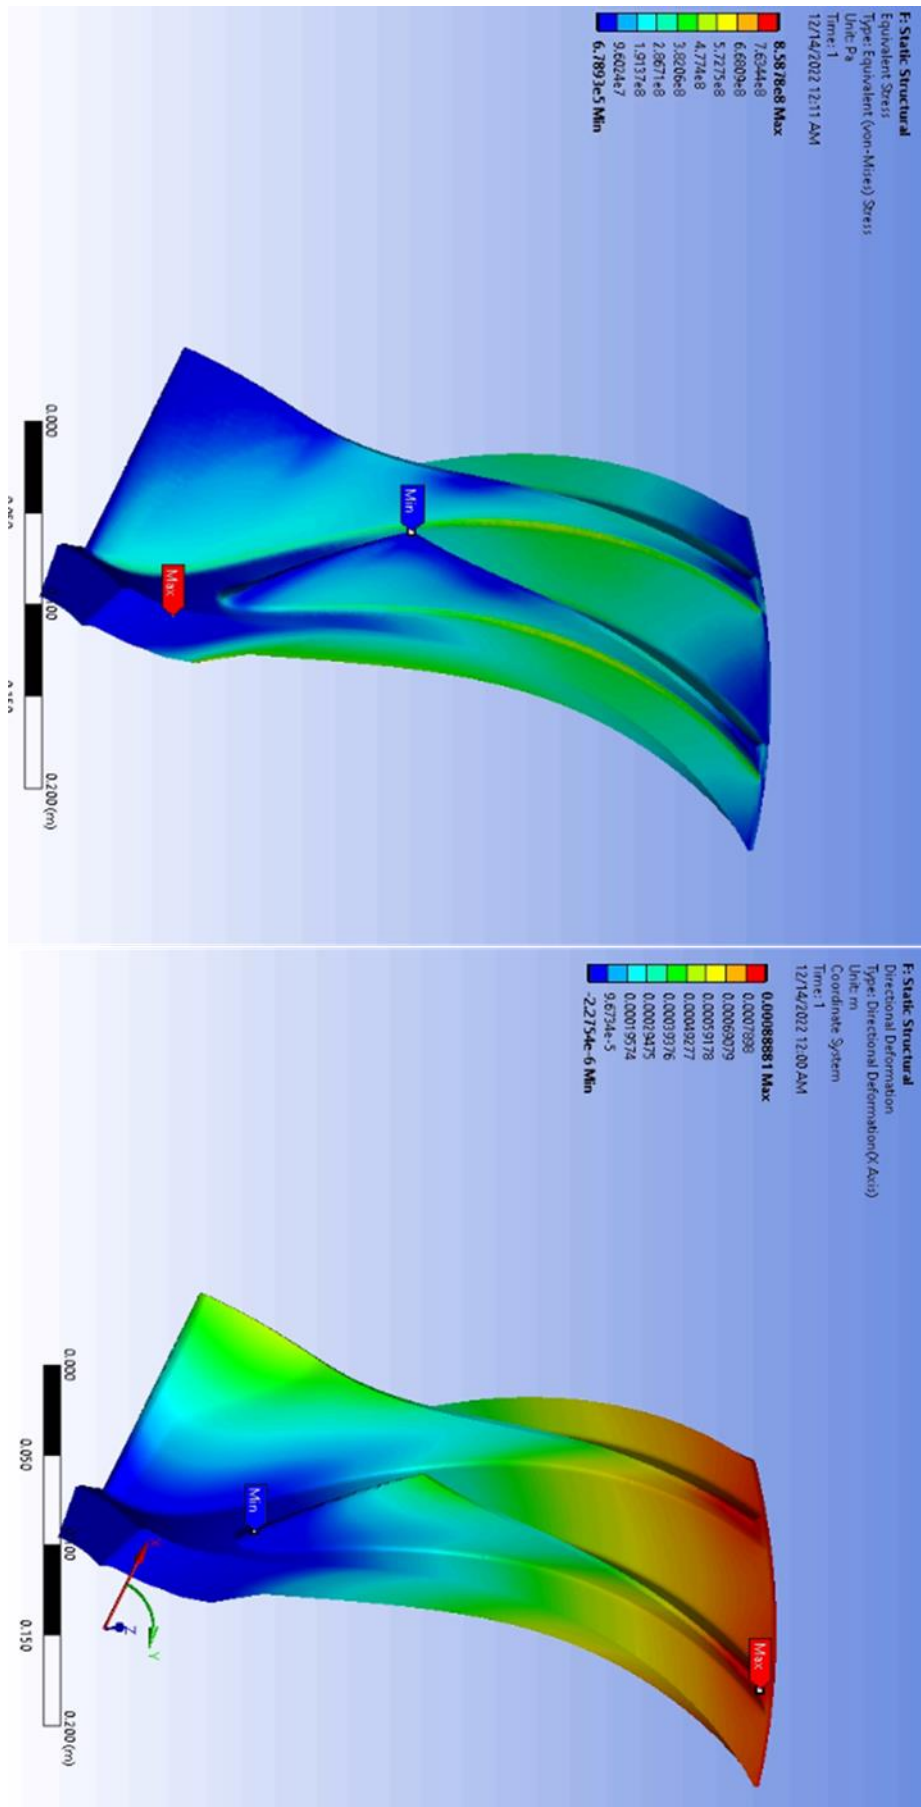 F: Static Structural
Equivalent Stress
Type: Equivalent (von-Mises) Stress
Unit: Pa
Time: 1
12/14/2022 12:11 AM
8.5878e8 Max
7.6344e8
6.6809e8
5.7275e8
4.774e8
3.8206e8
2.8671e8
1.9137e8
9.6024e7
6.7893e5 Min
Min
Max
0.000
0.200 (m)
F: Static Structural
Directional Deformation
Type: Directional Deformation(X Axis)
Unit: m
Coordinate System
Time: 1
12/14/2022 12:00 AM
0.00088881 Max
0.0007898
0.00069079
0.00059178
0.00049277
0.00039376
0.00029475
0.00019574
9.6734e-5
-2.2754e-6 Min
Max
Min
X
Y
Z
0.000
0.200 (m)
0.050
0.150